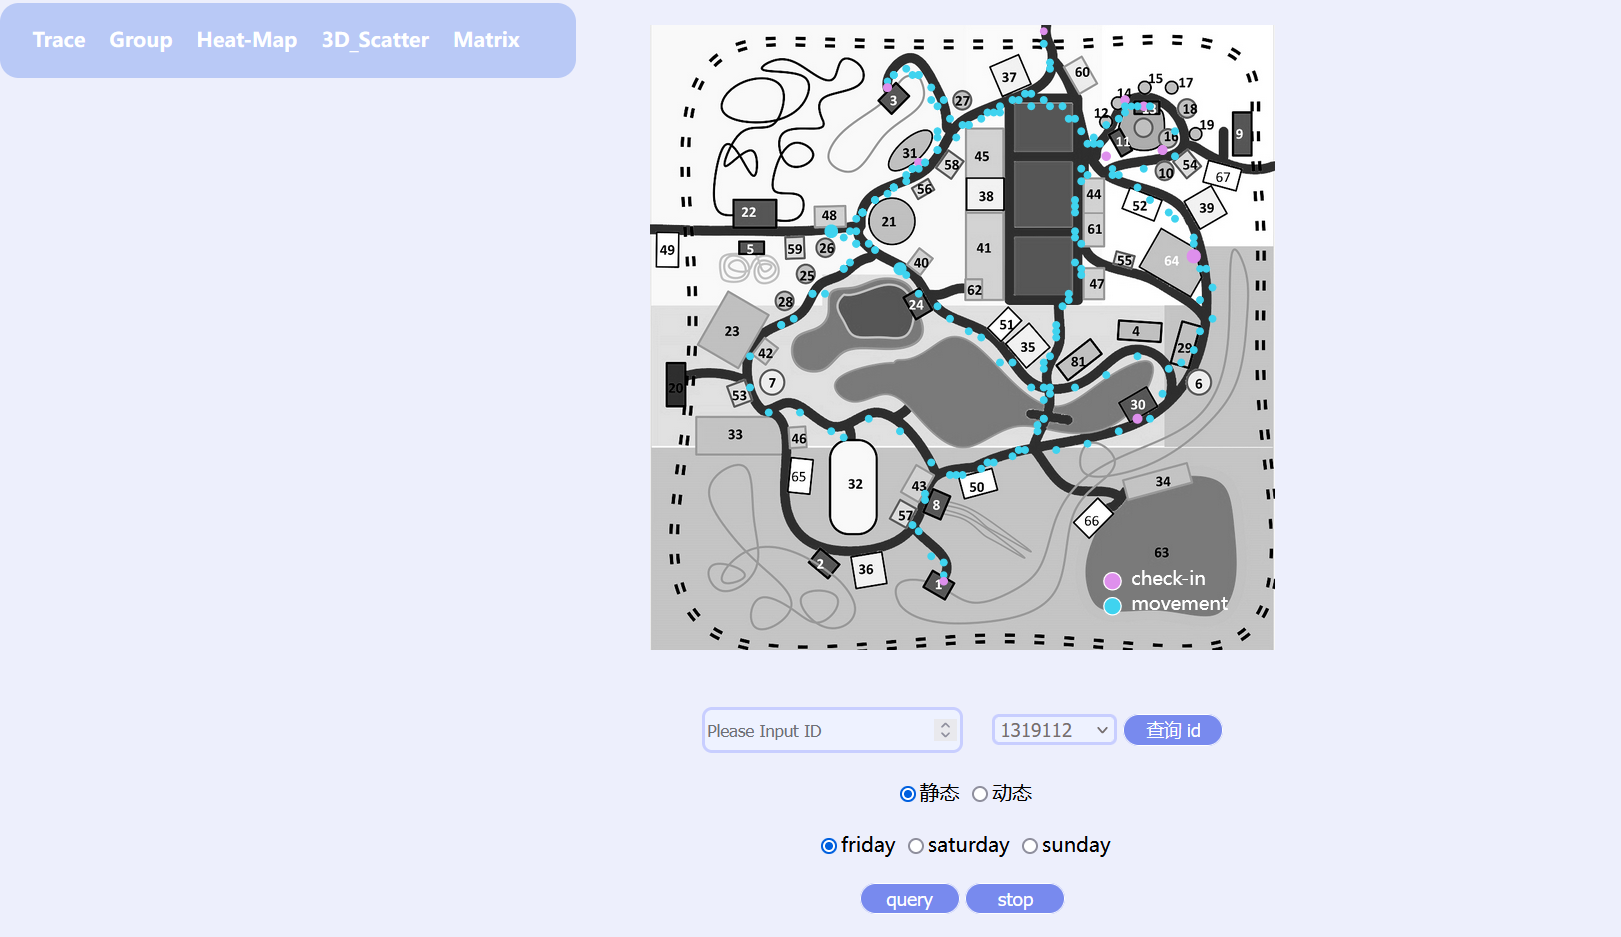 Trace Group Heat-Map 3D_Scatter Matrix
37 60 15 17
3 27 14 18
12 13 19 9
11 16
31 45 58 10 54 67
56 38 44 52 39
22 48 21 61
49 5 59 26 41 55 64
25 40 62 47
28 24
23 51 4
42 35 81 29
20 7 53 6
30
33 46
65 32 43 50 34
57 8 66
2 36 1 63
check-in
movement
Please Input ID 1319112 查询 id
静态 动态
friday saturday sunday
query stop